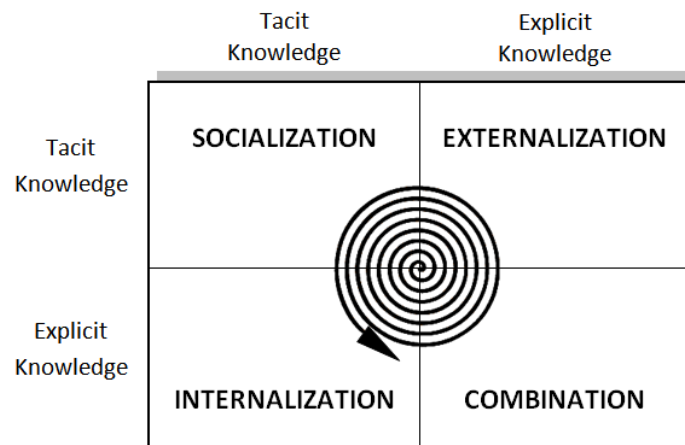 Tacit
Knowledge
Explicit
Knowledge
Tacit
Knowledge
SOCIALIZATION
EXTERNALIZATION
Explicit
Knowledge
INTERNALIZATION
COMBINATION